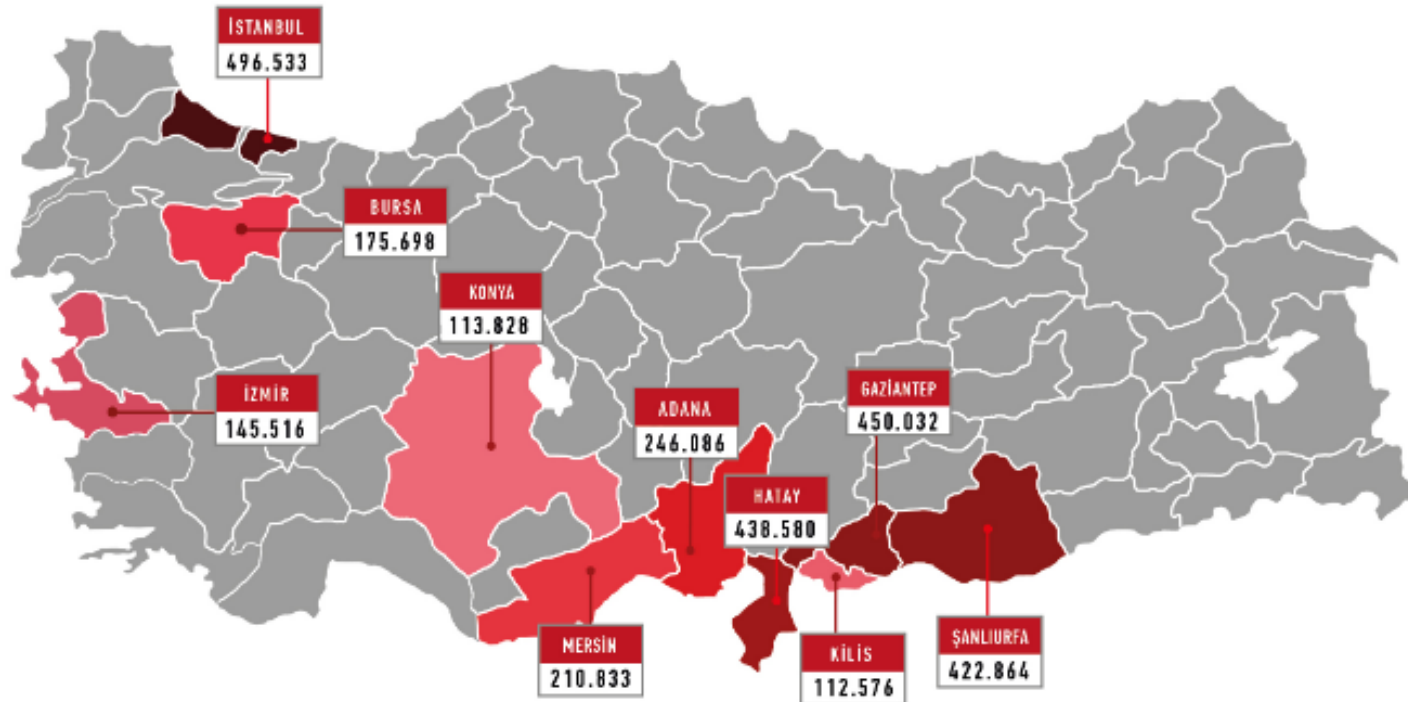 İSTANBUL
496.533
BURSA
175.698
KONYA
113.828
İZMİR
145.516
ADANA
246.086
GAZİANTEP
450.032
HATAY
438.580
MERSİN
210.833
KİLİS
112.576
ŞANLIURFA
422.864